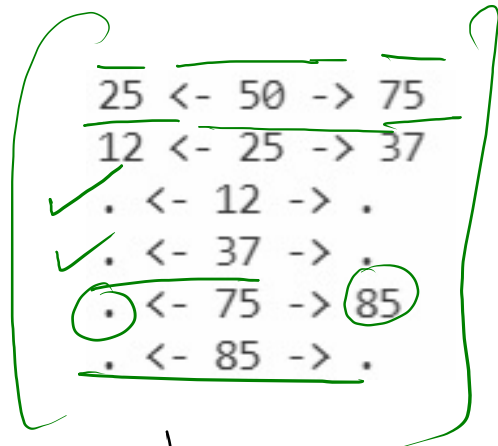 25 <- 50 -> 75
12 <- 25 -> 37
. <- 12 -> .
. <- 37 -> .
. <- 75 -> 85
. <- 85 -> .